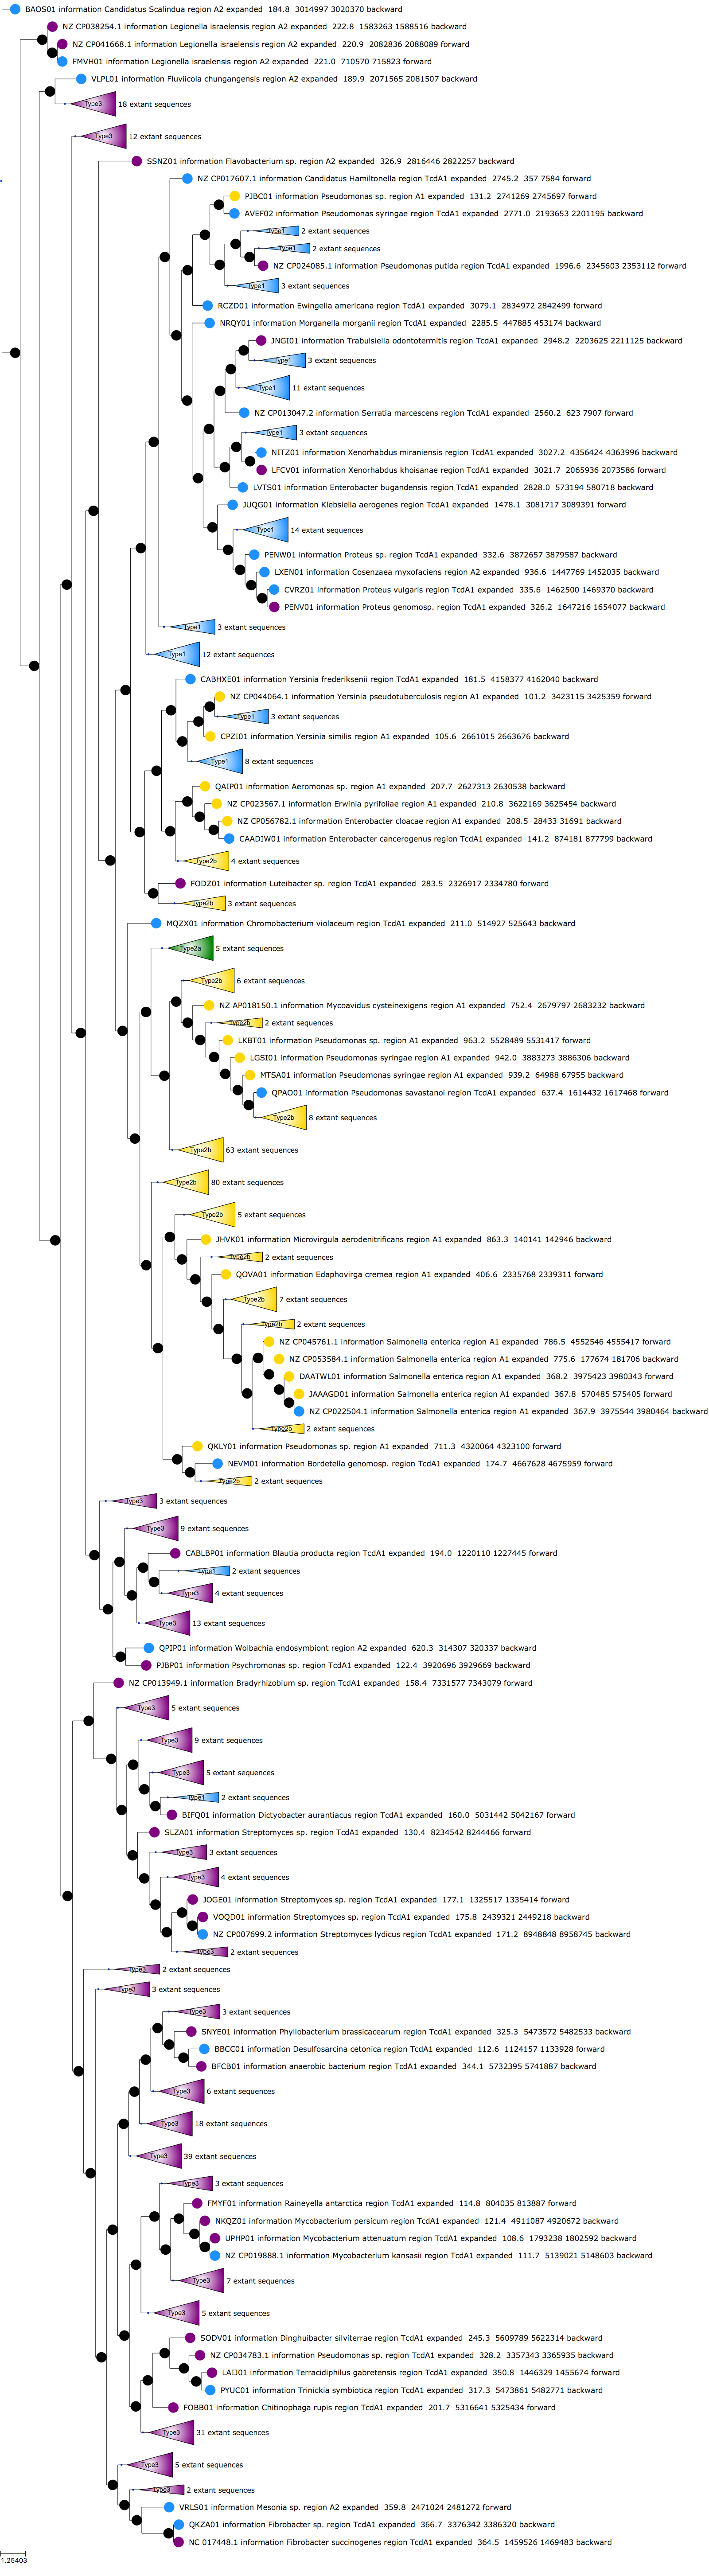 BAOS01 information Candidatus Scalindua region A2 expanded 184.8 3014997 3020370 backward
NZ CP038254.1 information Legionella israelensis region A2 expanded 222.8 1583263 1588516 backward
NZ CP041668.1 information Legionella israelensis region A2 expanded 220.9 2082836 2088089 forward
FMVH01 information Legionella israelensis region A2 expanded 221.0 710570 715823 forward
VLPL01 information Fluviicola chungangensis region A2 expanded 189.9 2071565 2081507 backward
Type3 18 extant sequences
Type3 12 extant sequences
SSNZ01 information Flavobacterium sp. region A2 expanded 326.9 2816446 2822257 backward
NZ CP017607.1 information Candidatus Hamiltonella region TcdA1 expanded 2745.2 357 7584 forward
PJBC01 information Pseudomonas sp. region A1 expanded 131.2 2741269 2745697 forward
AVEF02 information Pseudomonas syringae region TcdA1 expanded 2771.0 2193653 2201195 backward
Type1 2 extant sequences
Type1 2 extant sequences
NZ CP024085.1 information Pseudomonas putida region TcdA1 expanded 1996.6 2345603 2353112 forward
Type1 3 extant sequences
RCZD01 information Ewingella americana region TcdA1 expanded 3079.1 2834972 2842499 forward
NRQY01 information Morganella morganii region TcdA1 expanded 2285.5 447885 453174 backward
JNGI01 information Trabulsiella odontotermitis region TcdA1 expanded 2948.2 2203625 2211125 backward
Type1 3 extant sequences
Type1 11 extant sequences
NZ CP013047.2 information Serratia marcescens region TcdA1 expanded 2560.2 623 7907 forward
Type1 3 extant sequences
NITZ01 information Xenorhabdus miraniensis region TcdA1 expanded 3027.2 4356424 4363996 backward
LFCV01 information Xenorhabdus khoisanae region TcdA1 expanded 3021.7 2065936 2073586 forward
LVTS01 information Enterobacter bugandensis region TcdA1 expanded 2828.0 573194 580718 backward
JUQG01 information Klebsiella aerogenes region TcdA1 expanded 1478.1 3081717 3089391 forward
Type1 14 extant sequences
PENW01 information Proteus sp. region TcdA1 expanded 332.6 3872657 3879587 backward
LXEN01 information Cosenzaea myxofaciens region A2 expanded 936.6 1447769 1452035 backward
CVRZ01 information Proteus vulgaris region TcdA1 expanded 335.6 1462500 1469370 backward
PENV01 information Proteus genomosp. region TcdA1 expanded 326.2 1647216 1654077 backward
Type1 3 extant sequences
Type1 12 extant sequences
CABHXE01 information Yersinia frederiksenii region TcdA1 expanded 181.5 4158377 4162040 backward
NZ CP044064.1 information Yersinia pseudotuberculosis region A1 expanded 101.2 3423115 3425359 forward
Type1 3 extant sequences
CPZI01 information Yersinia similis region A1 expanded 105.6 2661015 2663676 backward
Type1 8 extant sequences
QAIP01 information Aeromonas sp. region A1 expanded 207.7 2627313 2630538 backward
NZ CP023567.1 information Erwinia pyrifoliae region A1 expanded 210.8 3622169 3625454 backward
NZ CP056782.1 information Enterobacter cloacae region A1 expanded 208.5 28433 31691 backward
CAADIW01 information Enterobacter cancerogenus region TcdA1 expanded 141.2 874181 877799 backward
Type2b 4 extant sequences
FODZ01 information Luteibacter sp. region TcdA1 expanded 283.5 2326917 2334780 forward
Type2b 3 extant sequences
MQZX01 information Chromobacterium violaceum region TcdA1 expanded 211.0 514927 525643 backward
Type2a 5 extant sequences
Type2b 6 extant sequences
NZ AP018150.1 information Mycoavidus cysteinexigens region A1 expanded 752.4 2679797 2683232 backward
Type2b 2 extant sequences
LKBT01 information Pseudomonas sp. region A1 expanded 963.2 5528489 5531417 forward
LGSI01 information Pseudomonas syringae region A1 expanded 942.0 3883273 3886306 backward
MTSA01 information Pseudomonas syringae region A1 expanded 939.2 64988 67955 backward
QPAO01 information Pseudomonas savastanoi region TcdA1 expanded 637.4 1614432 1617468 forward
Type2b 8 extant sequences
Type2b 63 extant sequences
Type2b 80 extant sequences
Type2b 5 extant sequences
JHVK01 information Microvirgula aerodenitrificans region A1 expanded 863.3 140141 142946 backward
Type2b 2 extant sequences
QOVA01 information Edaphovirga cremea region A1 expanded 406.6 2335768 2339311 forward
Type2b 7 extant sequences
Type2b 2 extant sequences
NZ CP045761.1 information Salmonella enterica region A1 expanded 786.5 4552546 4555417 forward
NZ CP053584.1 information Salmonella enterica region A1 expanded 775.6 177674 181706 backward
DAATWL01 information Salmonella enterica region A1 expanded 368.2 3975423 3980343 forward
JAAAGD01 information Salmonella enterica region A1 expanded 367.8 570485 575405 forward
NZ CP022504.1 information Salmonella enterica region A1 expanded 367.9 3975544 3980464 backward
Type2b 2 extant sequences
QKLY01 information Pseudomonas sp. region A1 expanded 711.3 4320064 4323100 forward
NEVM01 information Bordetella genomosp. region TcdA1 expanded 174.7 4667628 4675959 forward
Type2b 2 extant sequences
Type3 3 extant sequences
Type3 9 extant sequences
CABLBP01 information Blautia producta region TcdA1 expanded 194.0 1220110 1227445 forward
Type1 2 extant sequences
Type3 4 extant sequences
Type3 13 extant sequences
QPIP01 information Wolbachia endosymbiont region A2 expanded 620.3 314307 320337 backward
PJBP01 information Psychromonas sp. region TcdA1 expanded 122.4 3920696 3929669 backward
NZ CP013949.1 information Bradyrhizobium sp. region TcdA1 expanded 158.4 7331577 7343079 forward
Type3 5 extant sequences
Type3 9 extant sequences
Type3 5 extant sequences
Type1 2 extant sequences
BIFQ01 information Dictyobacter aurantiacus region TcdA1 expanded 160.0 5031442 5042167 forward
SLZA01 information Streptomyces sp. region TcdA1 expanded 130.4 8234542 8244466 forward
Type3 3 extant sequences
Type3 4 extant sequences
JOGE01 information Streptomyces sp. region TcdA1 expanded 177.1 1325517 1335414 forward
VOQD01 information Streptomyces sp. region TcdA1 expanded 175.8 2439321 2449218 backward
NZ CP007699.2 information Streptomyces lydicus region TcdA1 expanded 171.2 8948848 8958745 backward
Type3 2 extant sequences
Type3 2 extant sequences
Type3 3 extant sequences
Type3 3 extant sequences
SNYE01 information Phyllobacterium brassicacearum region TcdA1 expanded 325.3 5473572 5482533 backward
BBCC01 information Desulfosarcina cetonica region TcdA1 expanded 112.6 1124157 1133928 forward
BFCB01 information anaerobic bacterium region TcdA1 expanded 344.1 5732395 5741887 backward
Type3 6 extant sequences
Type3 18 extant sequences
Type3 39 extant sequences
Type3 3 extant sequences
FMYF01 information Raineyella antarctica region TcdA1 expanded 114.8 804035 813887 forward
NKQZ01 information Mycobacterium persicum region TcdA1 expanded 121.4 4911087 4920672 backward
UPHP01 information Mycobacterium attenuatum region TcdA1 expanded 108.6 1793238 1802592 backward
NZ CP019888.1 information Mycobacterium kansasii region TcdA1 expanded 111.7 5139021 5148603 backward
Type3 7 extant sequences
Type3 5 extant sequences
SODV01 information Dinghuibacter silviterrae region TcdA1 expanded 245.3 5609789 5622314 backward
NZ CP034783.1 information Pseudomonas sp. region TcdA1 expanded 328.2 3357343 3365935 backward
LAIJ01 information Terracidiphilus gabretensis region TcdA1 expanded 350.8 1446329 1455674 forward
PYUC01 information Trinickia symbiotica region TcdA1 expanded 317.3 5473861 5482771 backward
FOBB01 information Chitinophaga rupis region TcdA1 expanded 201.7 5316641 5325434 forward
Type3 31 extant sequences
Type3 5 extant sequences
Type3 2 extant sequences
VRLS01 information Mesonia sp. region A2 expanded 359.8 2471024 2481272 forward
QKZA01 information Fibrobacter sp. region TcdA1 expanded 366.7 3376342 3386320 backward
NC 017448.1 information Fibrobacter succinogenes region TcdA1 expanded 364.5 1459526 1469483 backward
1.25403